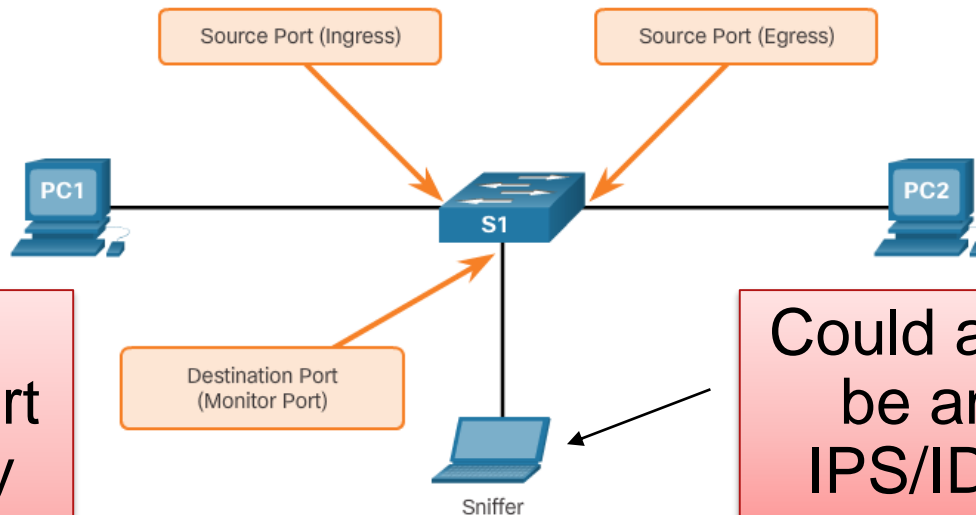 Source Port (Ingress)
Source Port (Egress)
PC1
S1
PC2
Destination Port
(Monitor Port)
Sniffer
rt
y
Could a
be a
IPS/ID